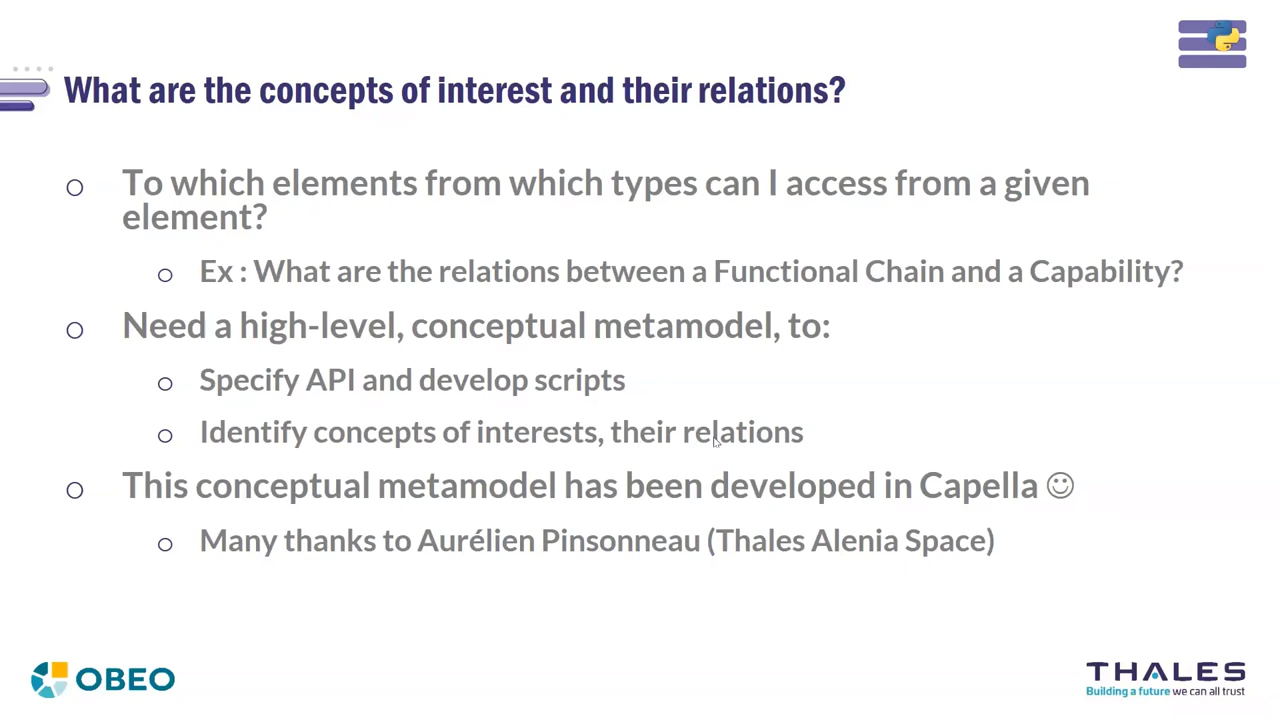 What are the concepts of interest and their relations?
To which elements from which types can I access from a given
element?
Ex : What are the relations between a Functional Chain and a Capability?
Need a high-level, conceptual metamodel, to:
Specify API and develop scripts
Identify concepts of interests, their relations
This conceptual metamodel has been developed in Capella ☺
Many thanks to Aurélien Pinsonneau (Thales Alenia Space)
OBEO
THALES
Building a future we can all trust